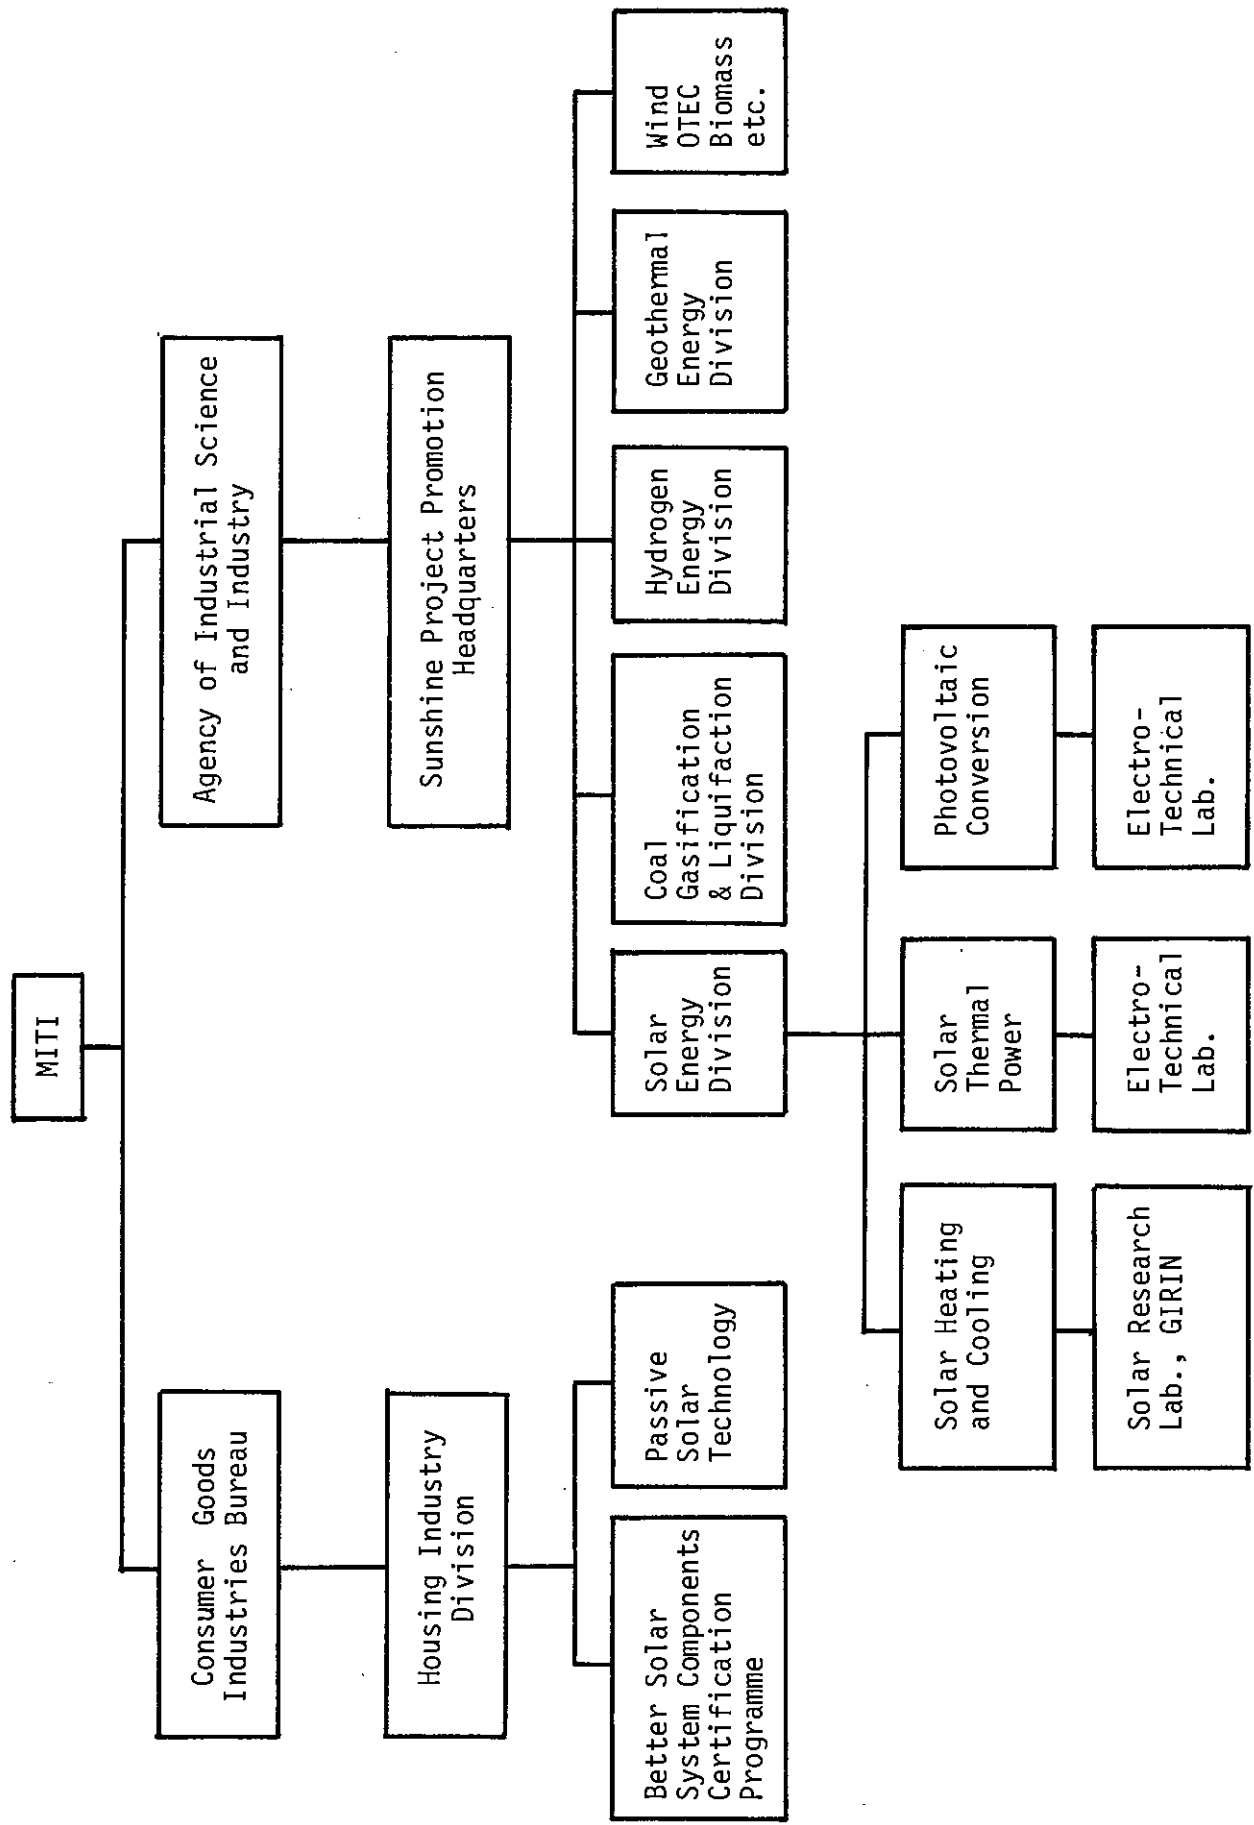 MITI
Consumer Goods
Industries Bureau
Agency of Industrial Science
and Industry
Housing Industry
Division
Sunshine Project Promotion
Headquarters
Better Solar
System Components
Certification
Programme
Passive
Solar
Technology
Solar
Energy
Division
Coal
Gasification
& Liquifaction
Division
Hydrogen
Energy
Division
Geothermal
Energy
Division
Wind
OTEC
Biomass
etc.
Solar Heating
and Cooling
Solar
Thermal
Power
Photovoltaic
Conversion
Solar Research
Lab., GIRIN
Electro-
Technical
Lab.
Electro-
Technical
Lab.